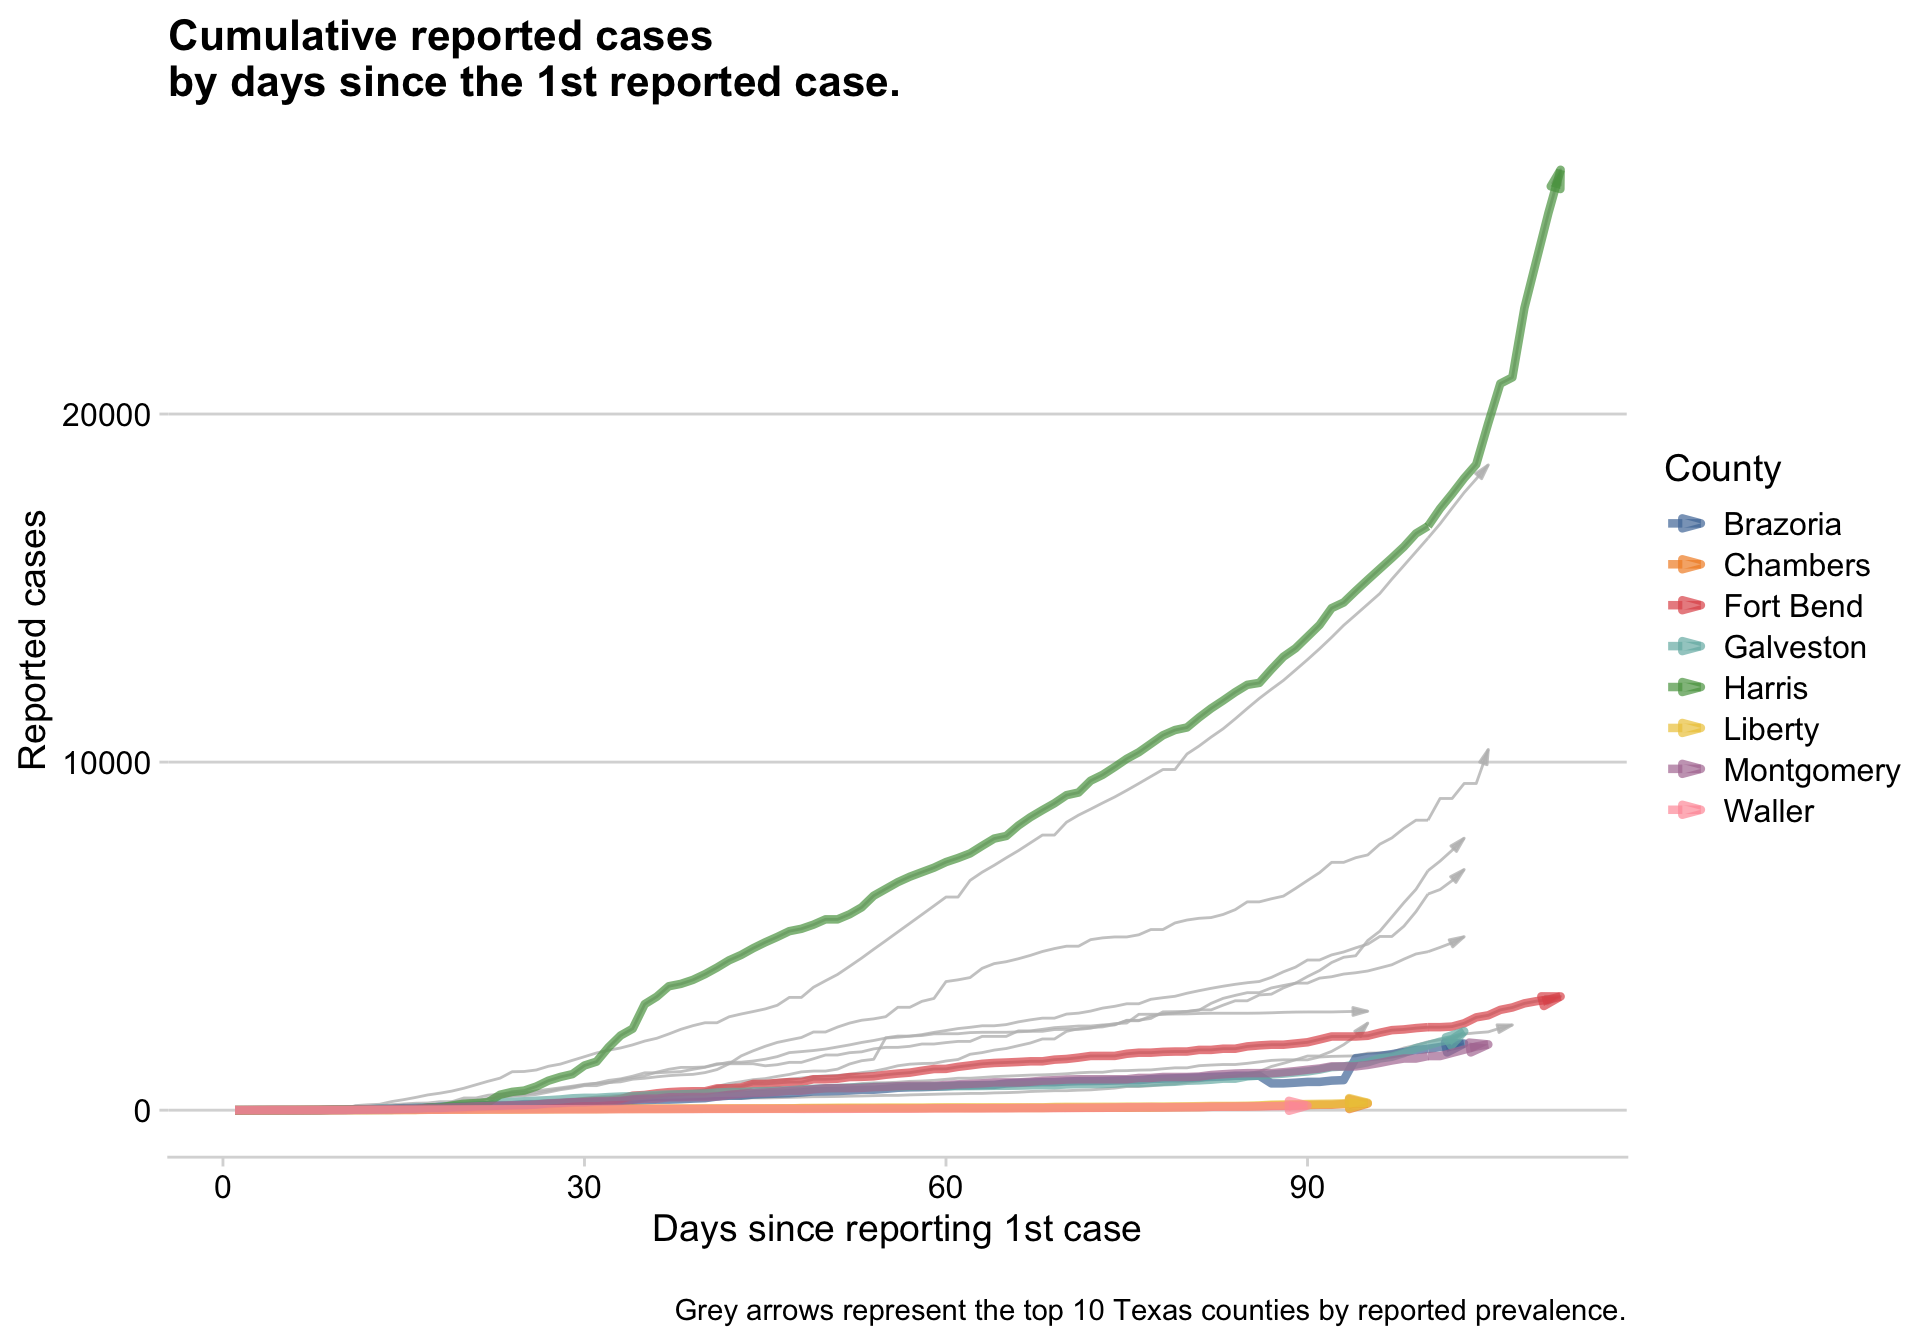 Cumulative reported cases
by days since the 1st reported case.
Reported cases
20000
10000
0
0
30
60
90
Days since reporting 1st case
County
Brazoria
Chambers
Fort Bend
Galveston
Harris
Liberty
Montgomery
Waller
Grey arrows represent the top 10 Texas counties by reported prevalence.